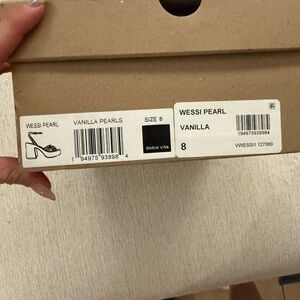 WESSI PEARL
VANILLA PEARLS
SIZE 8
1 94975 93898 4
dolce vita
WESSI PEARL
VANILLA
194975938984
8
VWESSI1 127060